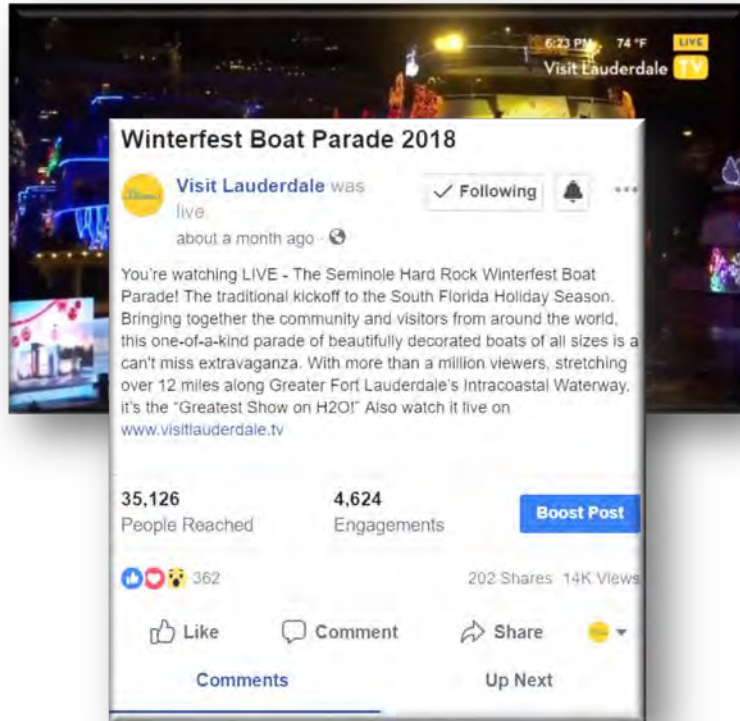 6:23 PM 74 °F LIVE
Visit Lauderdale TV
Winterfest Boat Parade 2018
Visit Lauderdale was
live.
about a month ago ·
Following
You're watching LIVE - The Seminole Hard Rock Winterfest Boat
Parade! The traditional kickoff to the South Florida Holiday Season.
Bringing together the community and visitors from around the world,
this one-of-a-kind parade of beautifully decorated boats of all sizes is a
can't miss extravaganza. With more than a million viewers, stretching
over 12 miles along Greater Fort Lauderdale's Intracoastal Waterway,
it's the "Greatest Show on H2O!" Also watch it live on
www.visitlauderdale.tv
35,126 4,624 Boost Post
People Reached Engagements
362 202 Shares 14K Views
Like Comment Share
Comments Up Next